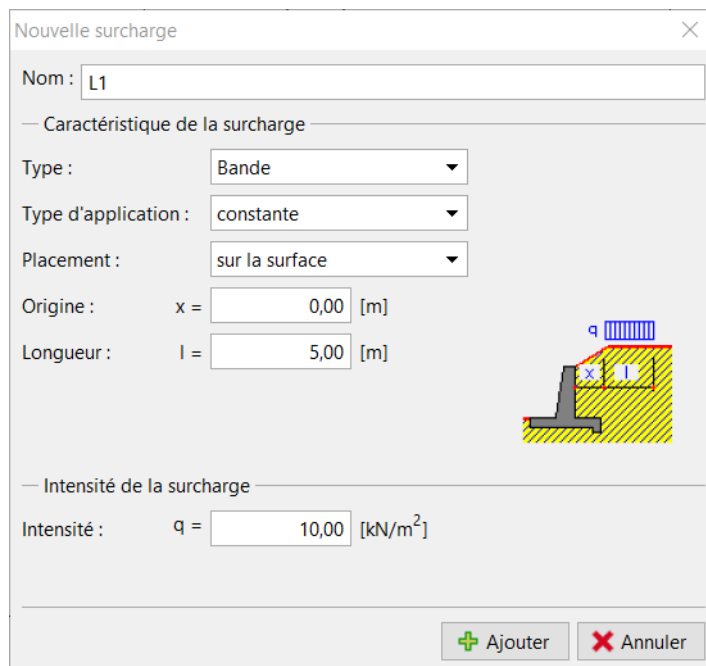 Nouvelle surcharge
Nom : L1
Caractéristique de la surcharge
Type : Bande
Type d'application : constante
Placement : sur la surface
Origine : x = 0,00 [m]
Longueur : l = 5,00 [m]
q
x l
Intensité de la surcharge
Intensité : q = 10,00 [kN/m²]
Ajouter Annuler